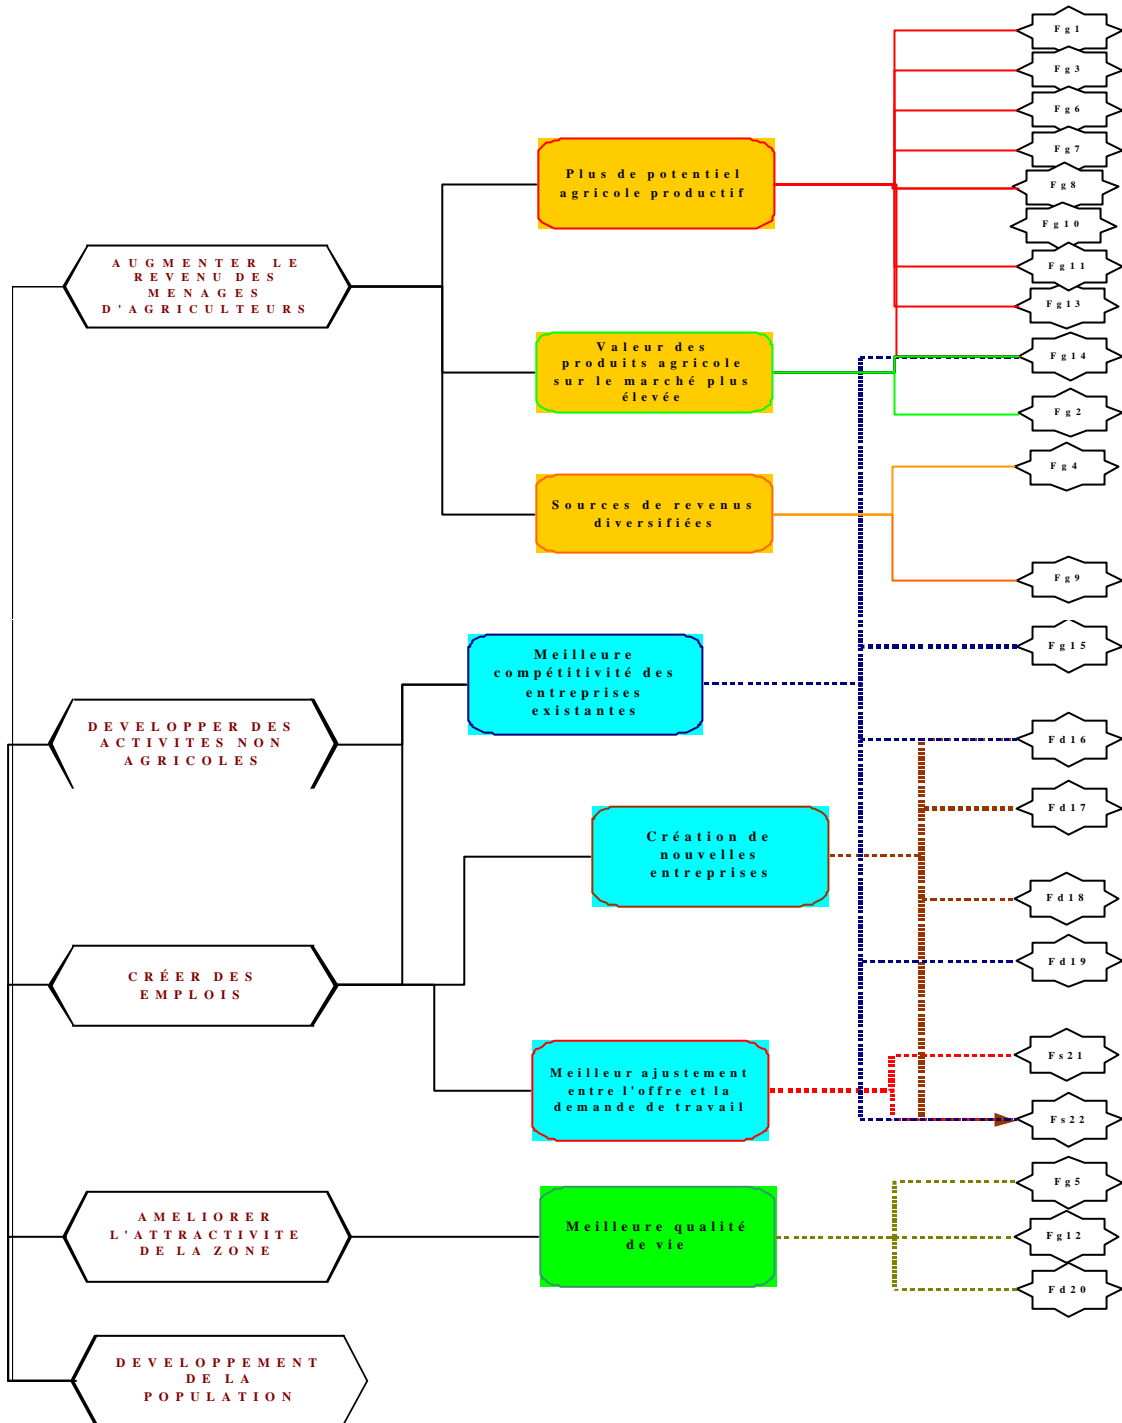 Fg1
Fg3
Fg6
Fg7
Fg8
Fg10
Fg11
Fg13
Fg14
Fg2
Fg4
Fg9
Fg15
Fd16
Fd17
Fd18
Fd19
Fs21
Fs22
Fg5
Fg12
Fd20
Plus de potentiel
agricole productif
Valeur des
produits agricole
sur le marché plus
élevée
Sources de revenus
diversifiées
Meilleure
compétitivité des
entreprises
existantes
Création de
nouvelles
entreprises
Meilleur ajustement
entre l'offre et la
demande de travail
Meilleure qualité
de vie
AUGMENTER LE
REVENU DES
MENAGES
D'AGRICULTEURS
DEVELOPPER DES
ACTIVITES NON
AGRICOLES
CRÉER DES
EMPLOIS
AMELIORER
L'ATTRACTIVITE
DE LA ZONE
DEVELOPPEMENT
DE LA
POPULATION